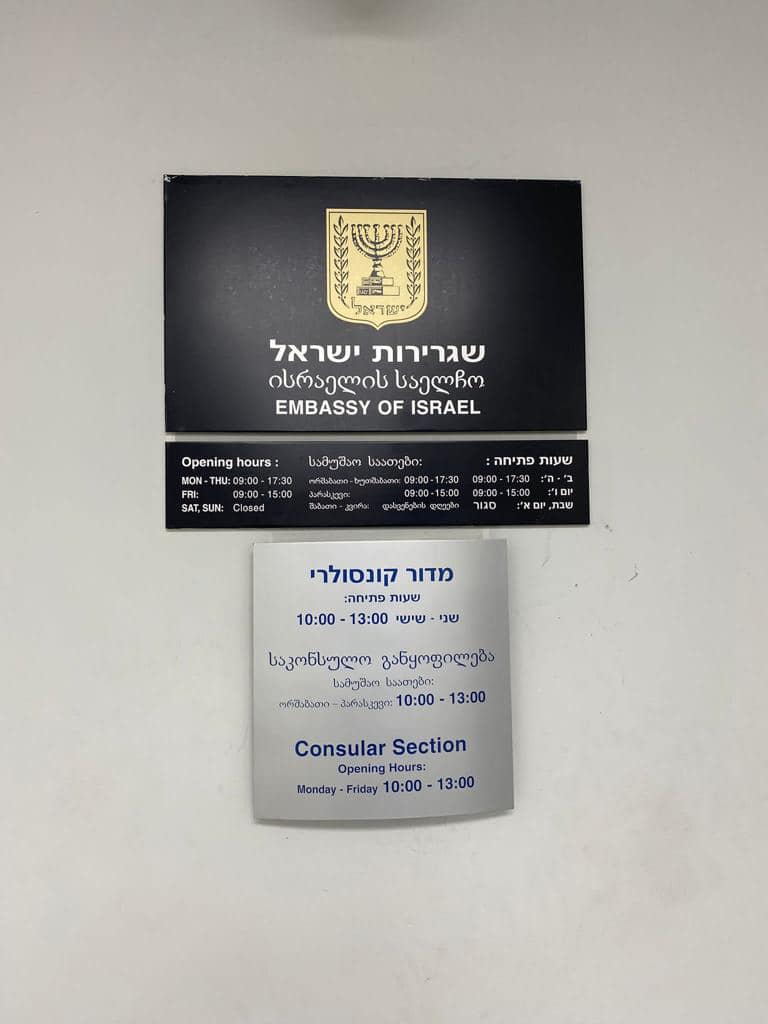 ישראל
שגרירות ישראל
ისრაელის საელჩო
EMBASSY OF ISRAEL
Opening hours :
MON - THU: 09:00 - 17:30
FRI: 09:00 - 15:00
SAT, SUN: Closed
სამუშაო საათები:
ორშაბათი - ხუთშაბათი: 09:00 -17:30
პარასკევი: 09:00 -15:00
შაბათი - კვირა: დასვენების დღეები
שעות פתיחה :
ב׳ - ה׳: 09:00 - 17:30
יום ו׳: 09:00 - 15:00
שבת, יום א׳: סגור
מדור קונסולרי
שעות פתיחה:
שני - שישי 10:00 - 13:00
საკონსულო განყოფილება
სამუშაო საათები:
ორშაბათი – პარასკევი: 10:00 - 13:00
Consular Section
Opening Hours:
Monday - Friday 10:00 - 13:00